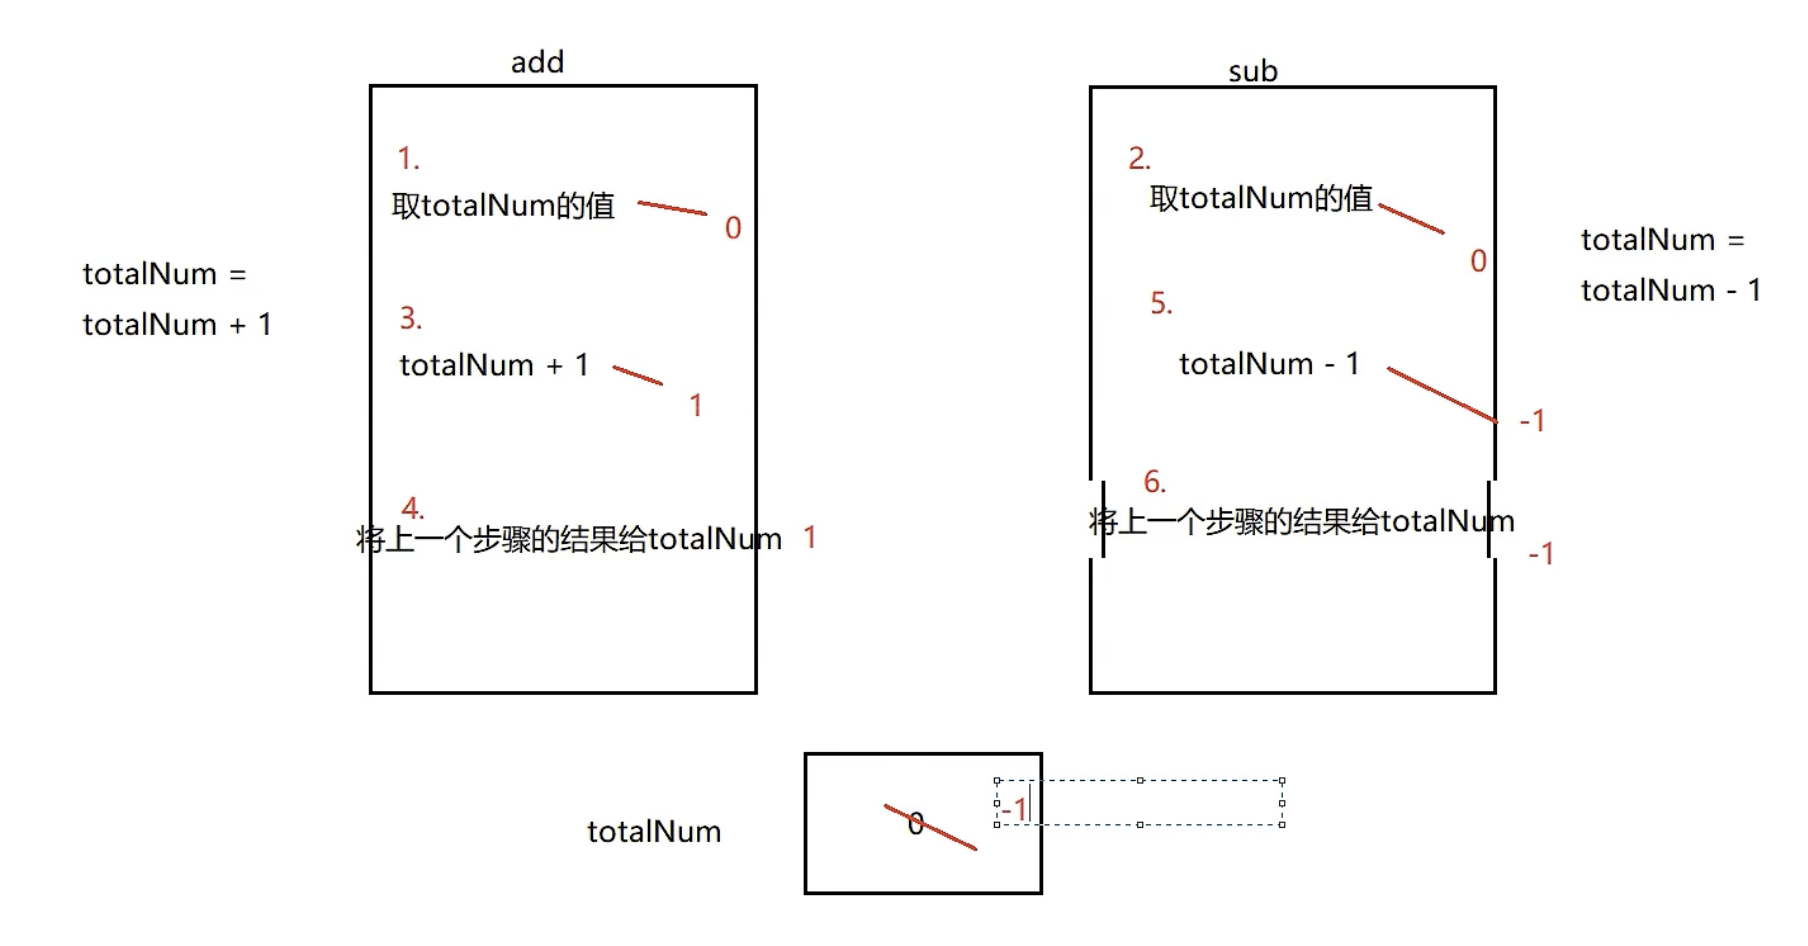 add
1.
取totalNum的值
0
totalNum =
totalNum + 1
3.
totalNum + 1
1
4.
将上一个步骤的结果给totalNum
1
sub
2.
取totalNum的值
0
5.
totalNum - 1
-1
6.
将上一个步骤的结果给totalNum
-1
totalNum =
totalNum - 1
totalNum
0
-1